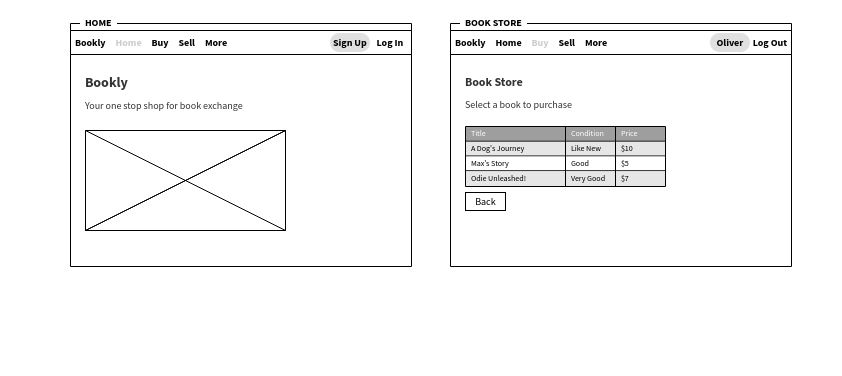 HOME
Bookly Home Buy Sell More Sign Up Log In
Bookly
Your one stop shop for book exchange
BOOK STORE
Bookly Home Buy Sell More Oliver Log Out
Book Store
Select a book to purchase
Title Condition Price
A Dog's Journey Like New $10
Max's Story Good $5
Odie Unleashed! Very Good $7
Back